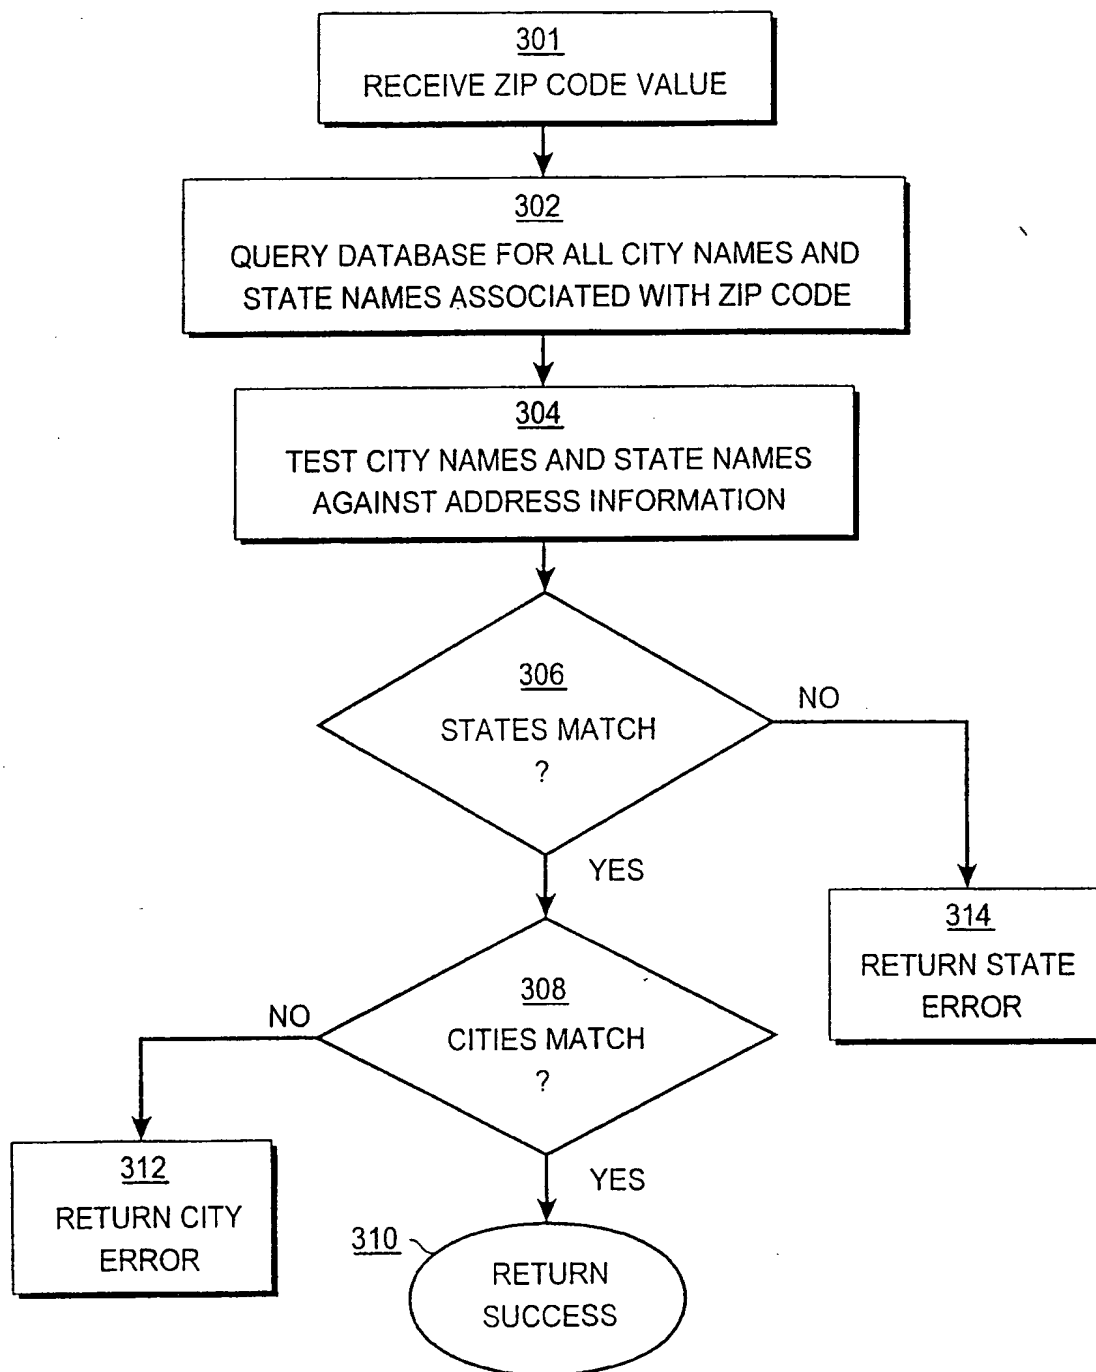 301
RECEIVE ZIP CODE VALUE
302
QUERY DATABASE FOR ALL CITY NAMES AND
STATE NAMES ASSOCIATED WITH ZIP CODE
304
TEST CITY NAMES AND STATE NAMES
AGAINST ADDRESS INFORMATION
306
STATES MATCH
?
NO
YES
314
RETURN STATE
ERROR
308
CITIES MATCH
?
NO
YES
312
RETURN CITY
ERROR
310
RETURN
SUCCESS